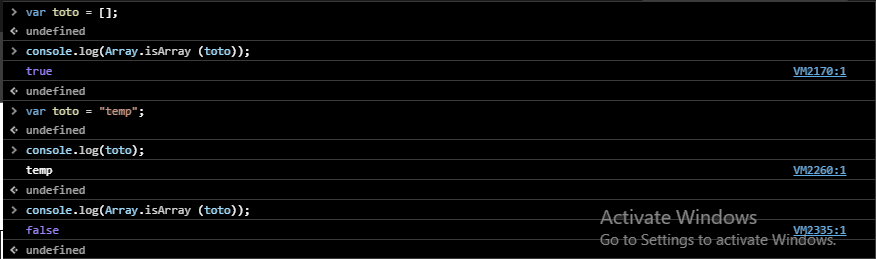 > var toto = [];
undefined
> console.log(Array.isArray (toto));
true VM2170:1
undefined
> var toto = "temp";
undefined
> console.log(toto);
temp VM2260:1
undefined
> console.log(Array.isArray (toto));
Activate Windows
false VM2335:1
Go to Settings to activate Windows.
undefined